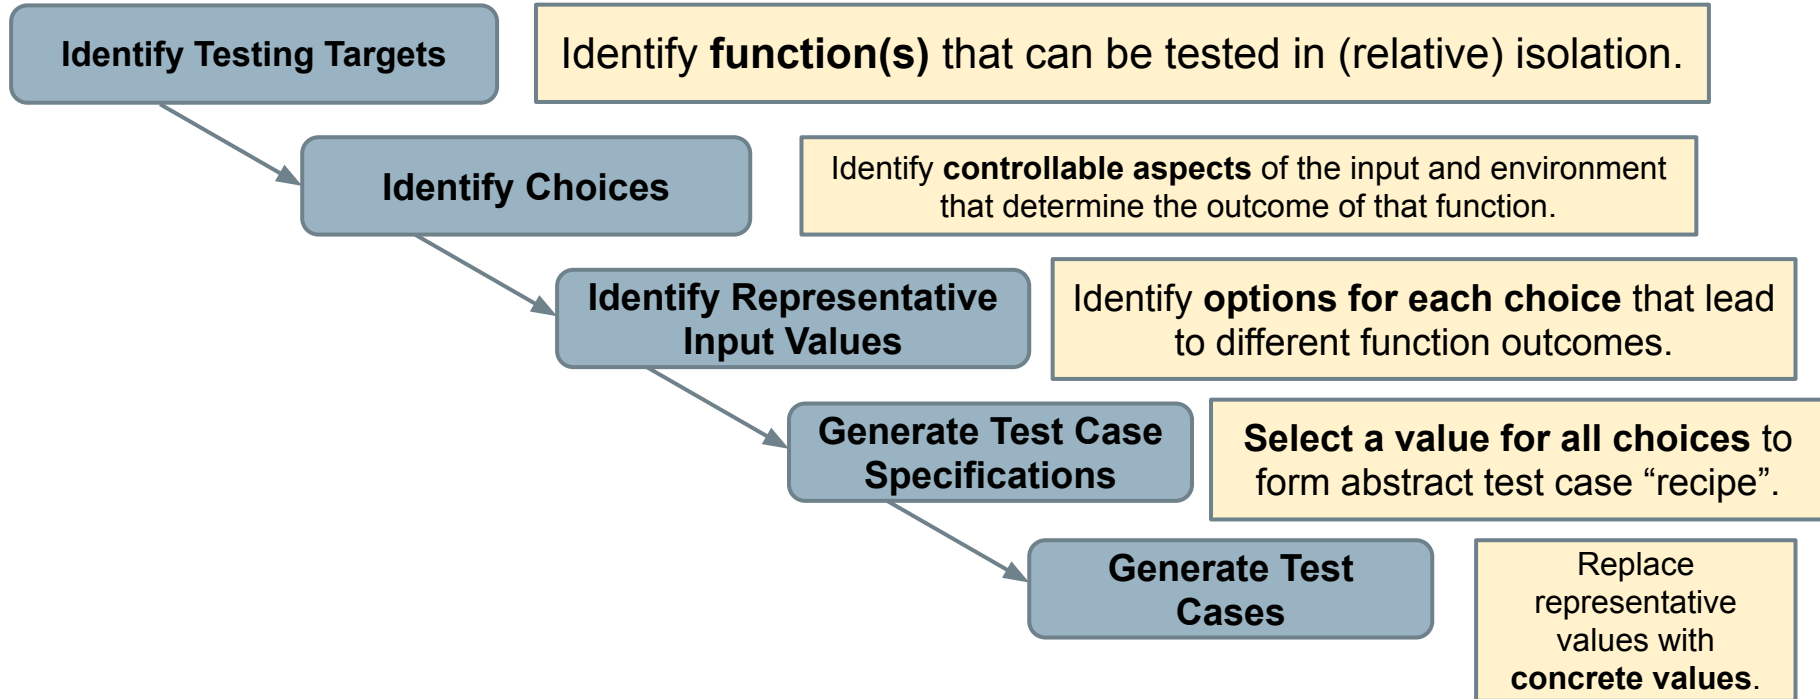 Identify Testing Targets
Identify function(s) that can be tested in (relative) isolation.
Identify Choices
Identify controllable aspects of the input and environment
that determine the outcome of that function.
Identify Representative
Input Values
Identify options for each choice that lead
to different function outcomes.
Generate Test Case
Specifications
Select a value for all choices to
form abstract test case “recipe”.
Generate Test
Cases
Replace
representative
values with
concrete values.